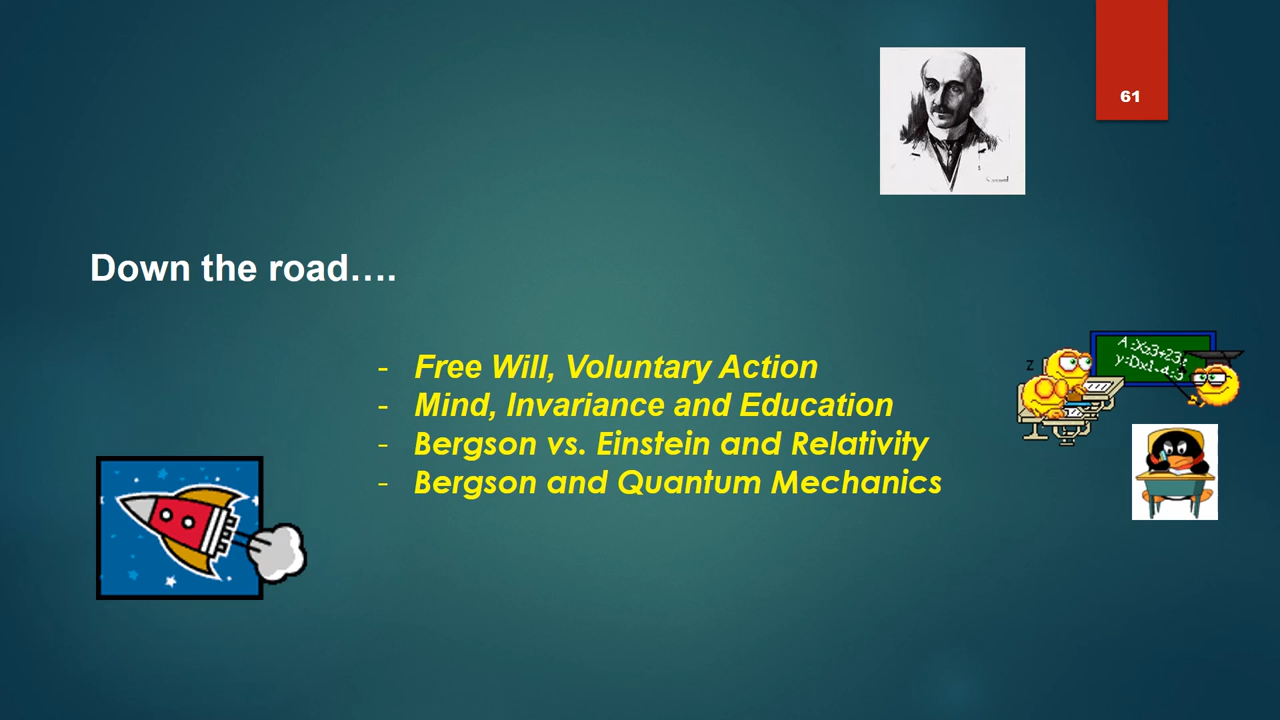 61
Down the road….
- Free Will, Voluntary Action
- Mind, Invariance and Education
- Bergson vs. Einstein and Relativity
- Bergson and Quantum Mechanics
z